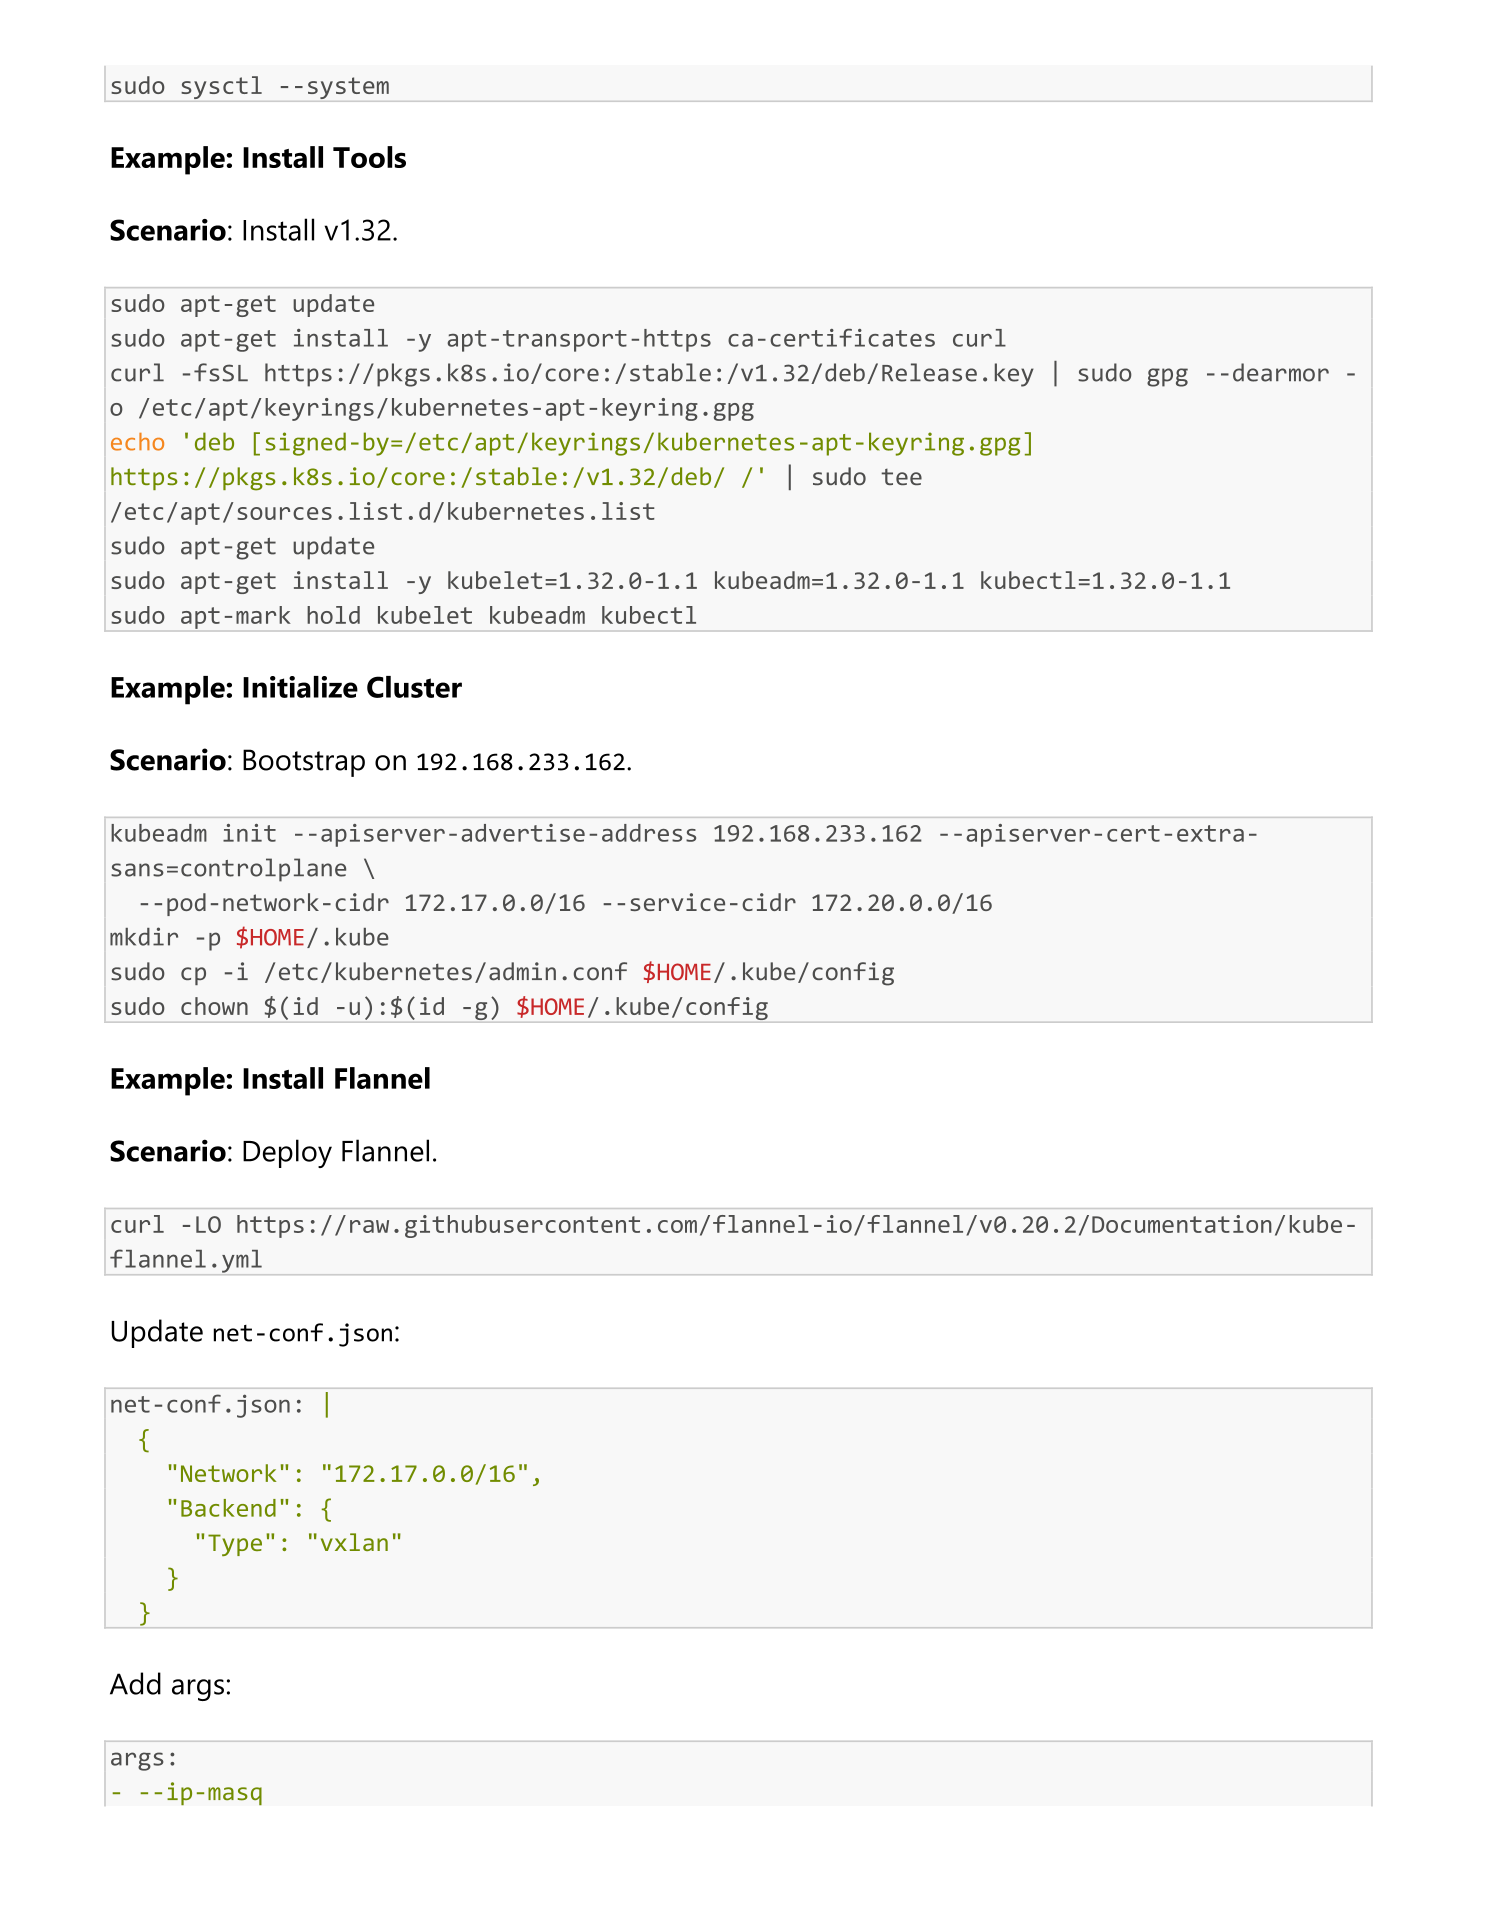 sudo sysctl --system
Example: Install Tools
Scenario: Install v1.32.
sudo apt-get update
sudo apt-get install -y apt-transport-https ca-certificates curl
curl -fsSL https://pkgs.k8s.io/core:/stable:/v1.32/deb/Release.key | sudo gpg --dearmor -
o /etc/apt/keyrings/kubernetes-apt-keyring.gpg
echo 'deb [signed-by=/etc/apt/keyrings/kubernetes-apt-keyring.gpg]
https://pkgs.k8s.io/core:/stable:/v1.32/deb/ /' | sudo tee
/etc/apt/sources.list.d/kubernetes.list
sudo apt-get update
sudo apt-get install -y kubelet=1.32.0-1.1 kubeadm=1.32.0-1.1 kubectl=1.32.0-1.1
sudo apt-mark hold kubelet kubeadm kubectl
Example: Initialize Cluster
Scenario: Bootstrap on 192.168.233.162.
kubeadm init --apiserver-advertise-address 192.168.233.162 --apiserver-cert-extra-
sans=controlplane \
  --pod-network-cidr 172.17.0.0/16 --service-cidr 172.20.0.0/16
mkdir -p $HOME/.kube
sudo cp -i /etc/kubernetes/admin.conf $HOME/.kube/config
sudo chown $(id -u):$(id -g) $HOME/.kube/config
Example: Install Flannel
Scenario: Deploy Flannel.
curl -LO https://raw.githubusercontent.com/flannel-io/flannel/v0.20.2/Documentation/kube-
flannel.yml
Update net-conf.json:
net-conf.json: |
  {
    "Network": "172.17.0.0/16",
    "Backend": {
      "Type": "vxlan"
    }
  }
Add args:
args:
- --ip-masq